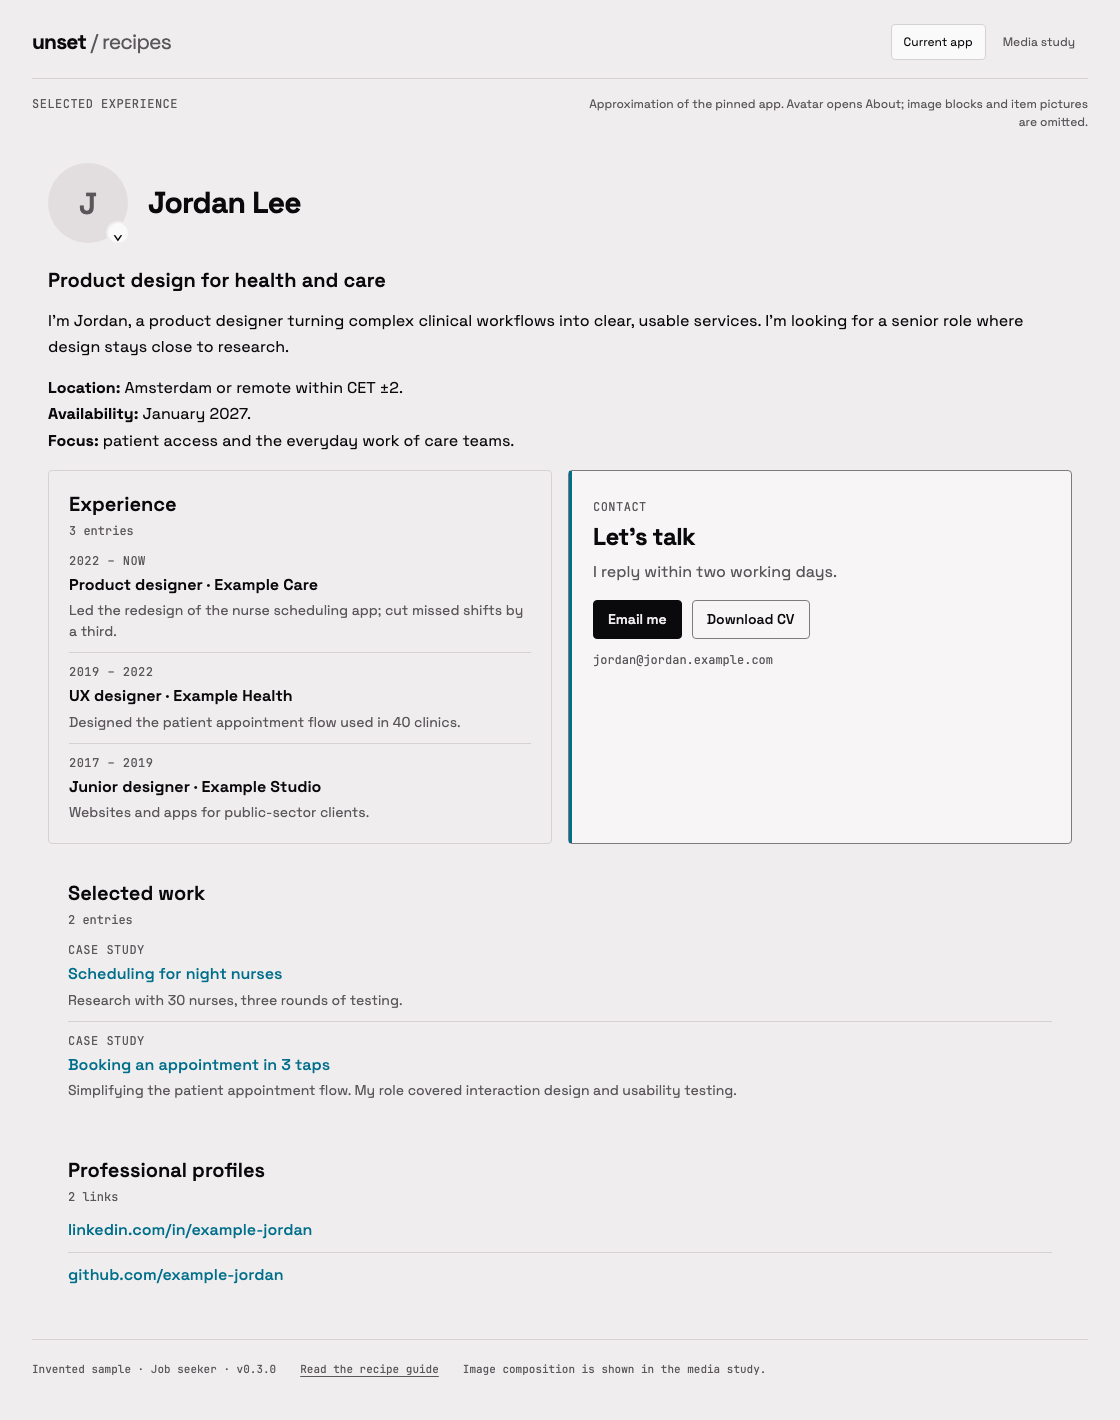 unset / recipes
Current app
Media study
SELECTED EXPERIENCE
Approximation of the pinned app. Avatar opens About; image blocks and item pictures
are omitted.
J
Jordan Lee
Product design for health and care
I’m Jordan, a product designer turning complex clinical workflows into clear, usable services. I’m looking for a senior role where
design stays close to research.
Location: Amsterdam or remote within CET ±2.
Availability: January 2027.
Focus: patient access and the everyday work of care teams.
Experience
3 entries
2022 – NOW
Product designer · Example Care
Led the redesign of the nurse scheduling app; cut missed shifts by
a third.
2019 – 2022
UX designer · Example Health
Designed the patient appointment flow used in 40 clinics.
2017 – 2019
Junior designer · Example Studio
Websites and apps for public-sector clients.
CONTACT
Let’s talk
I reply within two working days.
Email me
Download CV
jordan@jordan.example.com
Selected work
2 entries
CASE STUDY
Scheduling for night nurses
Research with 30 nurses, three rounds of testing.
CASE STUDY
Booking an appointment in 3 taps
Simplifying the patient appointment flow. My role covered interaction design and usability testing.
Professional profiles
2 links
linkedin.com/in/example-jordan
github.com/example-jordan
Invented sample · Job seeker · v0.3.0
Read the recipe guide
Image composition is shown in the media study.